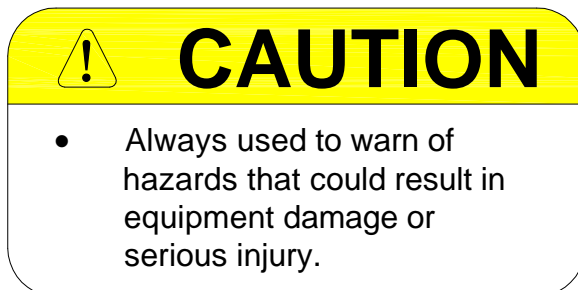 CAUTION
• Always used to warn of
hazards that could result in
equipment damage or
serious injury.